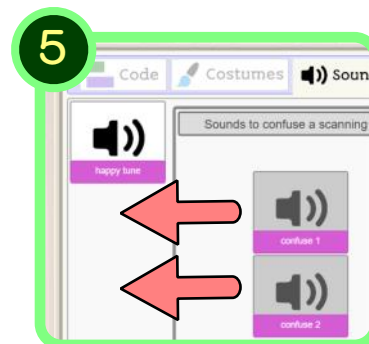 5
Code Costumes Soun
Sounds to confuse a scanning
happy tune
confuse 1
confuse 2